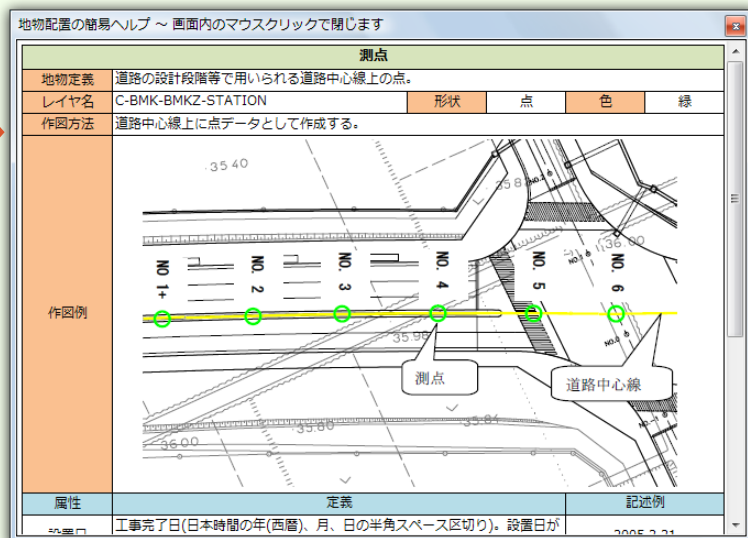 地物配置の簡易ヘルプ ～ 画面内のマウスクリックで閉じます
測点
地物定義 道路の設計段階等で用いられる道路中心線上の点。
レイヤ名 C-BMK-BMKZ-STATION 形状 点 色 緑
作図方法 道路中心線上に点データとして作成する。
作図例
35.40
35.8
36.00
NO 1+
NO. 2
NO. 3
NO. 4
NO. 5
NO. 6
35.98
測点
道路中心線
35.80
35.84
36.00
属性 定義 記述例
設置日 工事完了日(日本時間の年(西暦)、月、日の半角スペース区切り)。設置日が